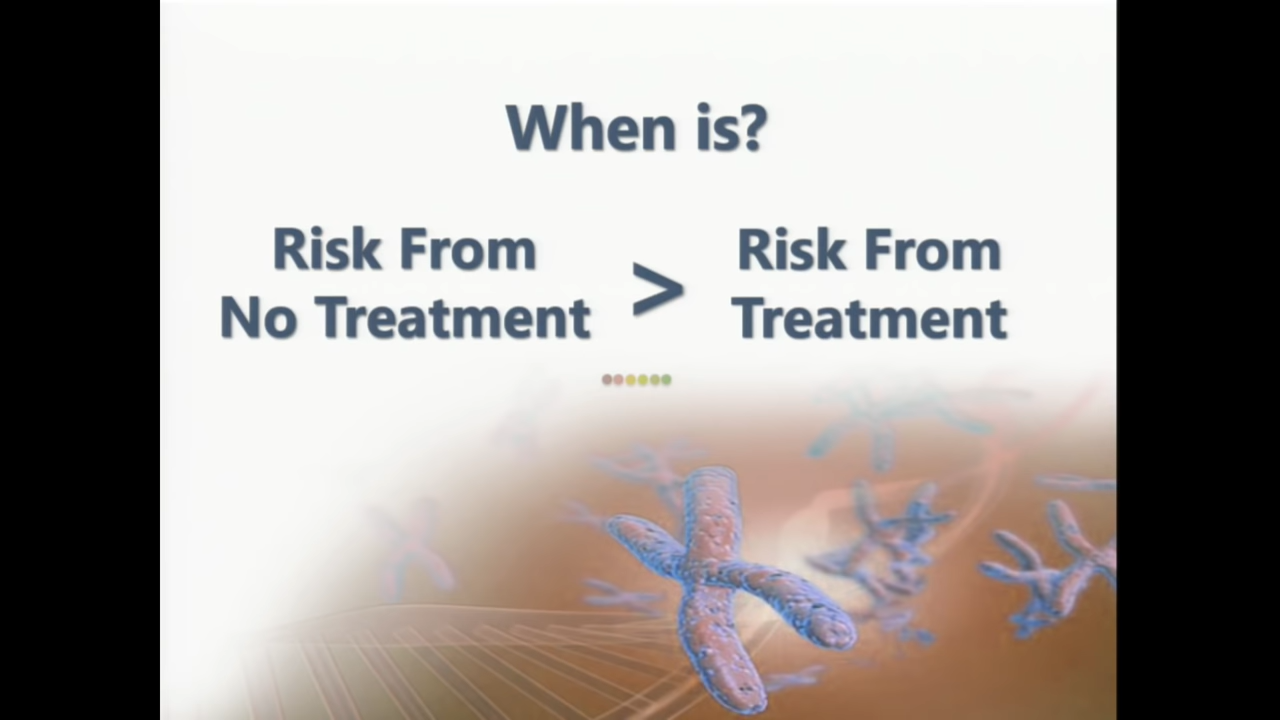 When is?
Risk From
No Treatment
>
Risk From
Treatment